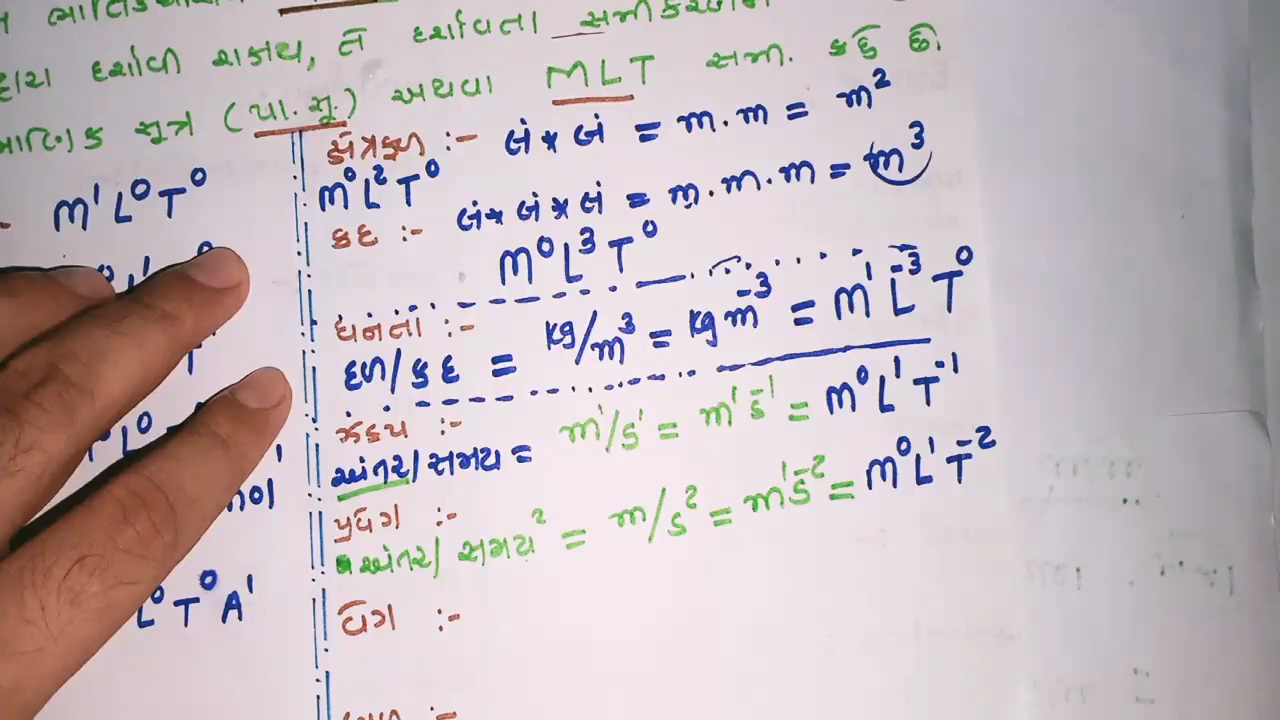 દ્વારા દર્શાવી શકાય, તે દર્શાવતા સમીકરણને
સૂત્ર (પા.સૂ.) અથવા MLT સમી. કહે છે.
M¹L⁰T⁰
ક્ષેત્રફળ :- લં * લં = m.m = m²
M⁰L²T⁰
કદ :- લં * લં * લં = m.m.m = m³
M⁰L³T⁰
ઘનતા :-
દળ/કદ = kg/m³ = kg m⁻³ = M¹L⁻³T⁰
ઝડપ :-
અંતર/સમય = m¹/s¹ = m¹s⁻¹ = M⁰L¹T⁻¹
પ્રવેગ :-
અંતર/સમય² = m/s² = m¹s⁻² = M⁰L¹T⁻²
L⁰T⁰A¹
વેગ :-